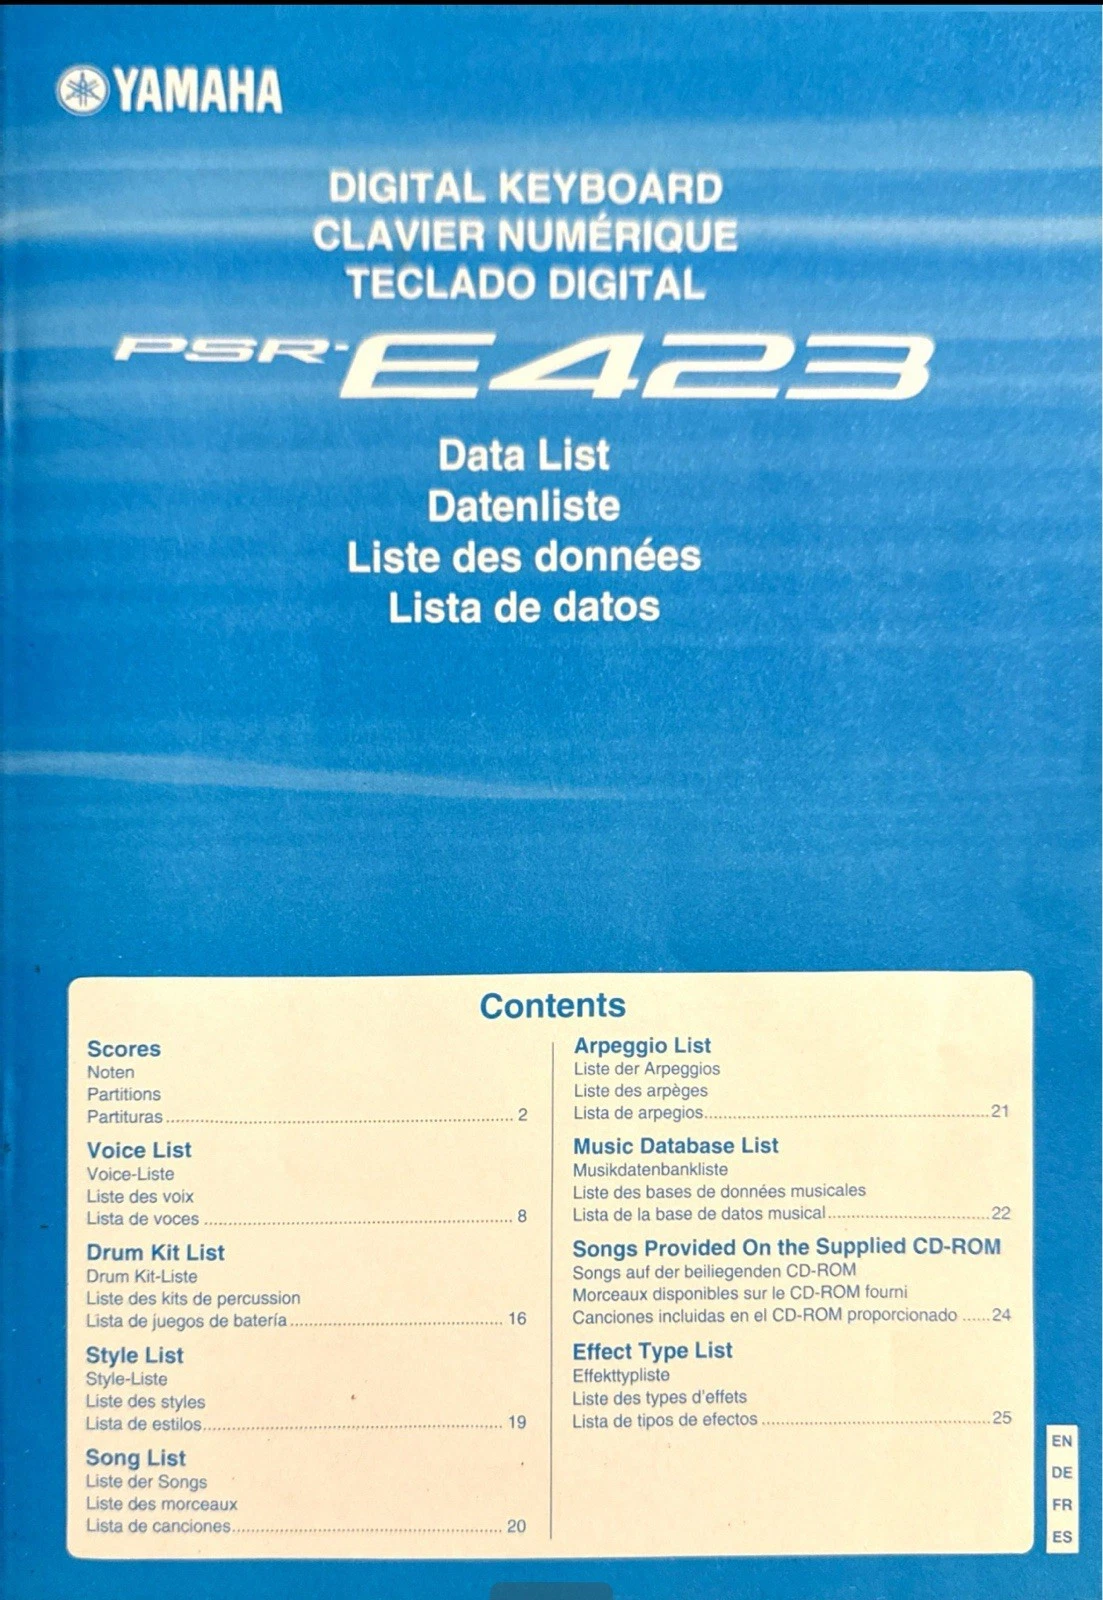 YAMAHA
DIGITAL KEYBOARD
CLAVIER NUMÉRIQUE
TECLADO DIGITAL
PSR-E423
Data List
Datenliste
Liste des données
Lista de datos
Contents
Scores
Noten
Partitions
Partituras ........ 2
Voice List
Voice-Liste
Liste des voix
Lista de voces ........ 8
Drum Kit List
Drum Kit-Liste
Liste des kits de percussion
Lista de juegos de batería ........ 16
Style List
Style-Liste
Liste des styles
Lista de estilos ........ 19
Song List
Liste der Songs
Liste des morceaux
Lista de canciones ........ 20
Arpeggio List
Liste der Arpeggios
Liste des arpèges
Lista de arpegios ........ 21
Music Database List
Musikdatenbankliste
Liste des bases de données musicales
Lista de la base de datos musical ........ 22
Songs Provided On the Supplied CD-ROM
Songs auf der beiliegenden CD-ROM
Morceaux disponibles sur le CD-ROM fourni
Canciones incluidas en el CD-ROM proporcionado ...... 24
Effect Type List
Effekttypliste
Liste des types d'effets
Lista de tipos de efectos ........ 25
EN
DE
FR
ES